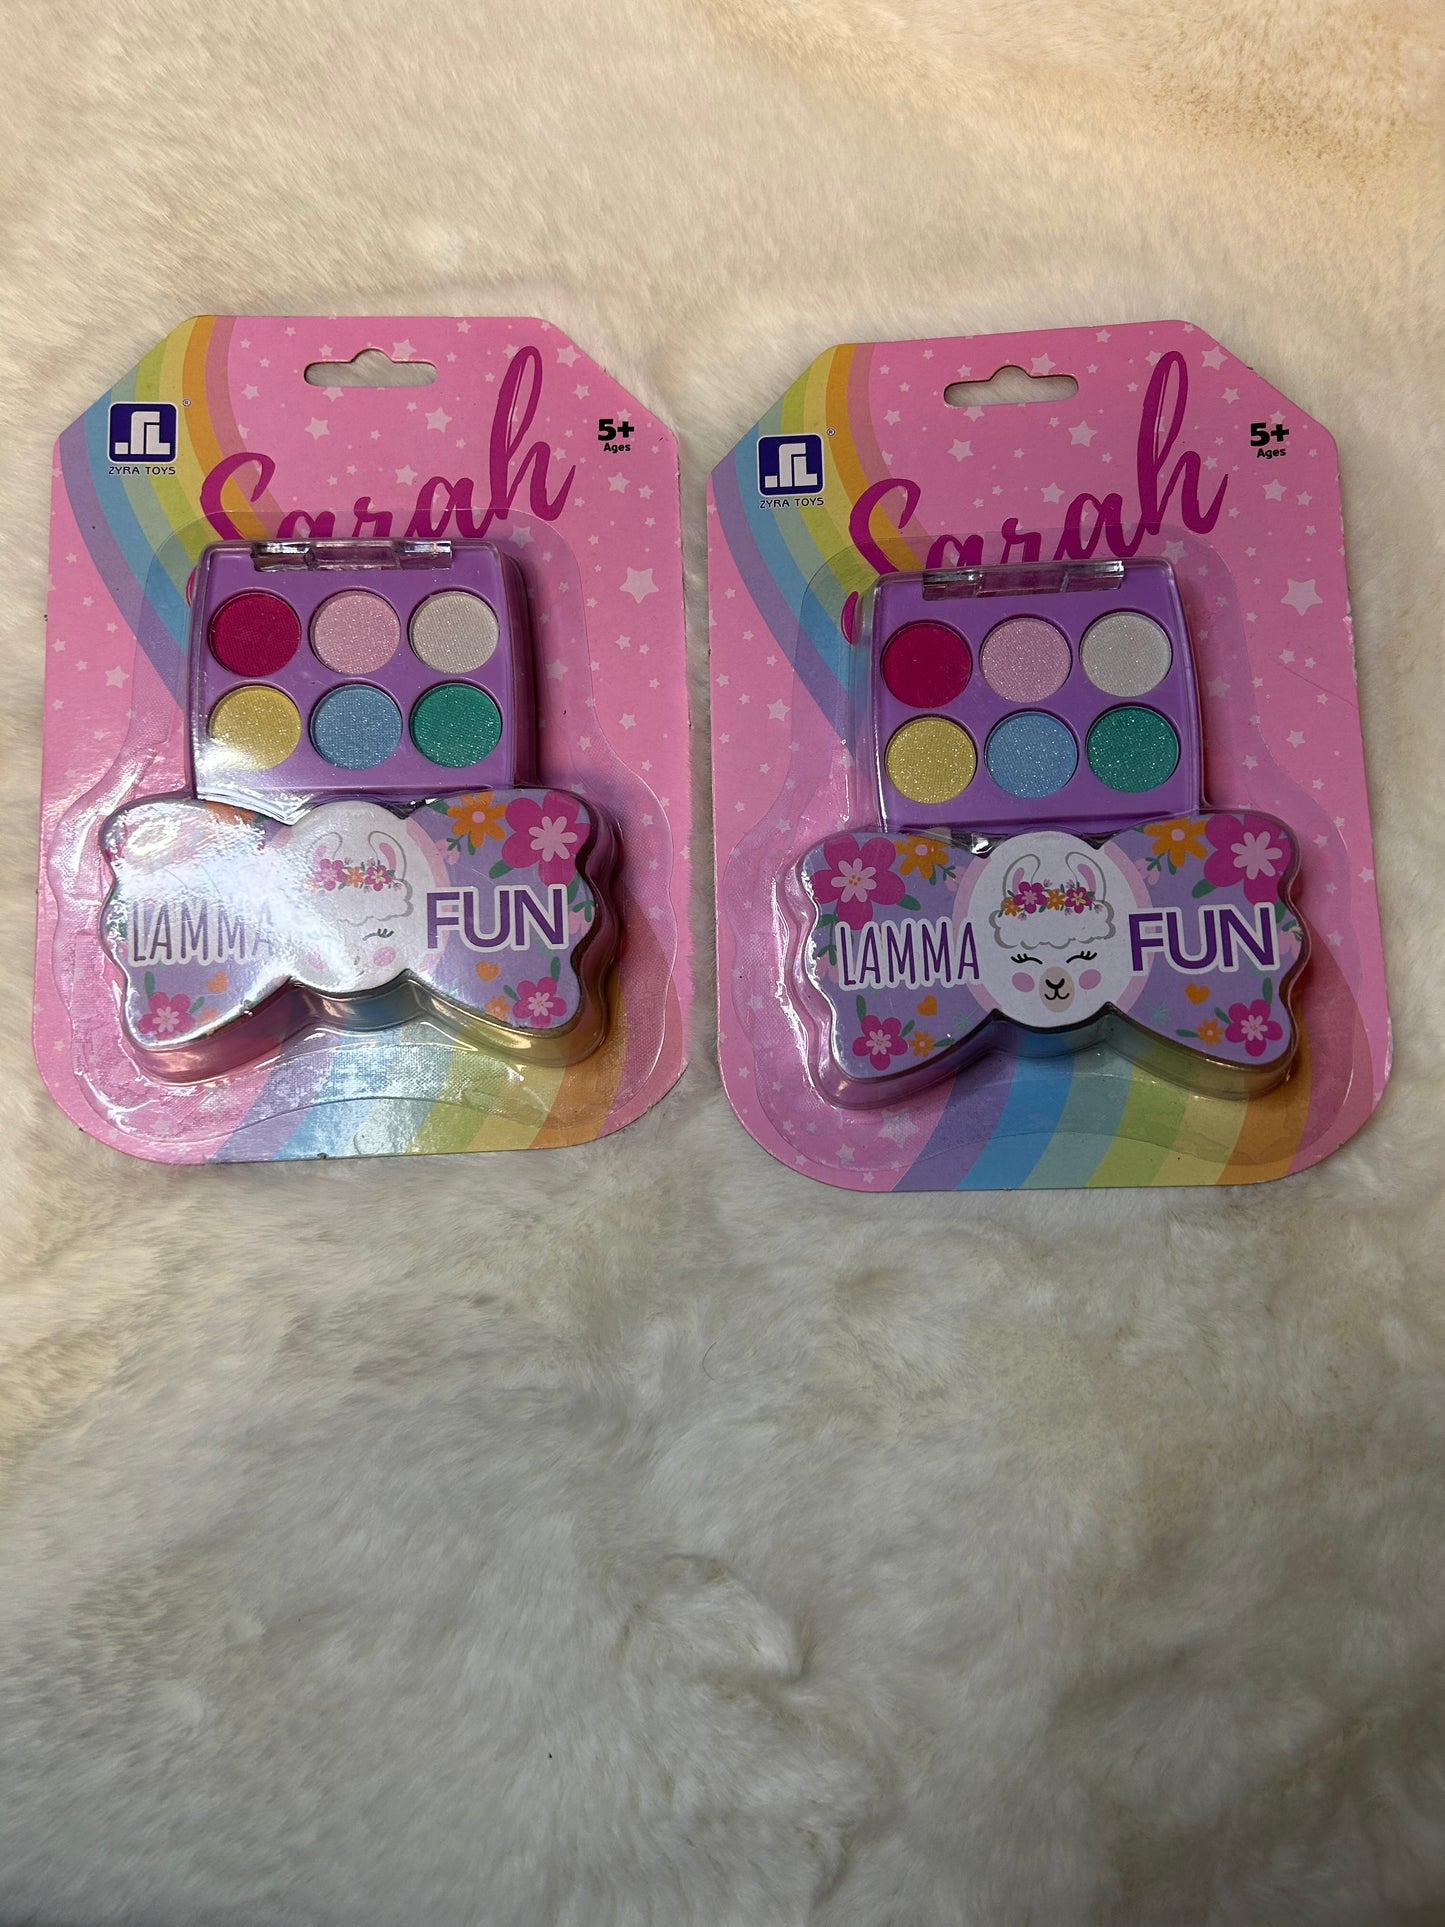 ZYRA TOYS
®
Sarah
5+
Ages
LAMMA FUN
ZYRA TOYS
®
Sarah
5+
Ages
LAMMA FUN